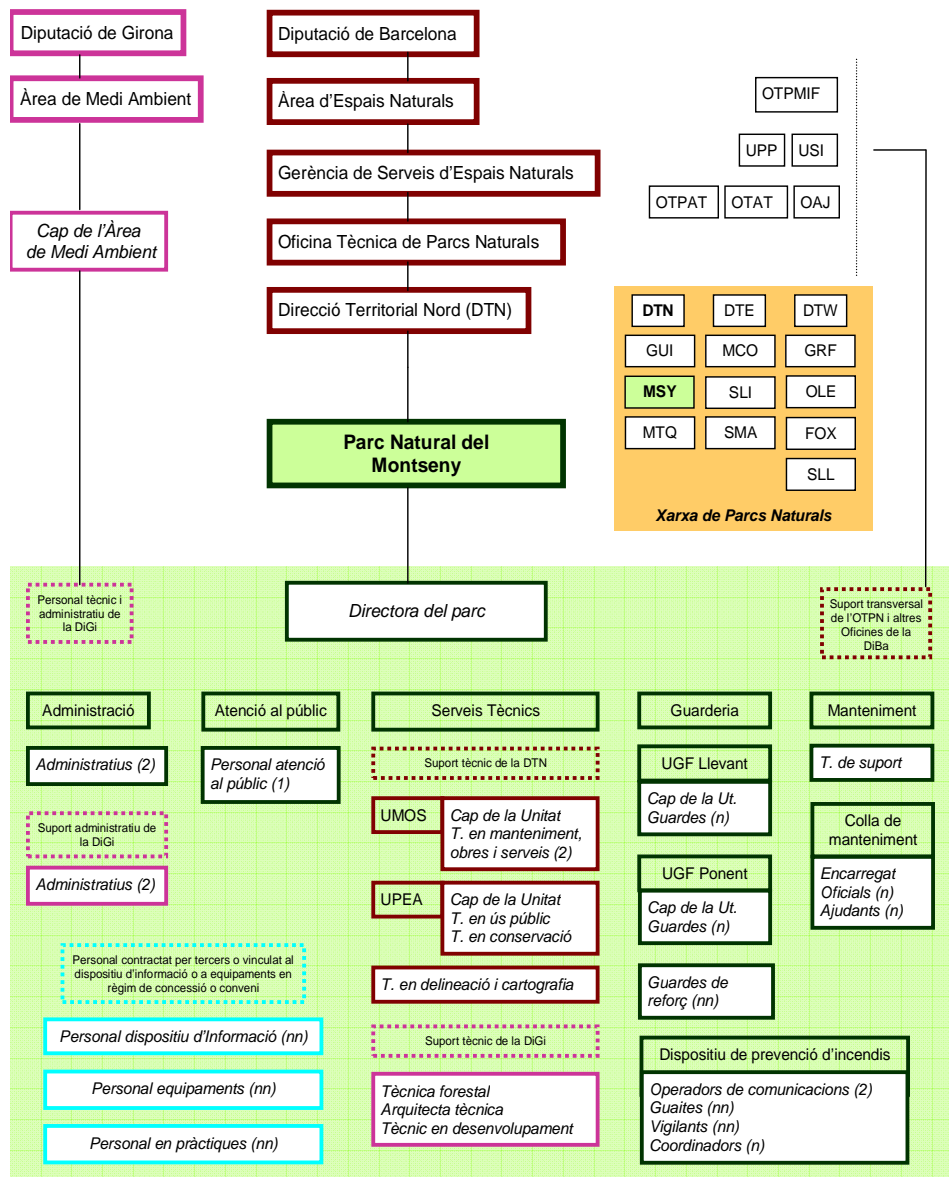 Diputació de Girona
Àrea de Medi Ambient
Cap de l'Àrea
de Medi Ambient
Diputació de Barcelona
Àrea d'Espais Naturals
Gerència de Serveis d'Espais Naturals
Oficina Tècnica de Parcs Naturals
Direcció Territorial Nord (DTN)
Parc Natural del
Montseny
OTPMIF
UPP
USI
OTPAT
OTAT
OAJ
DTN
DTE
DTW
GUI
MCO
GRF
MSY
SLI
OLE
MTQ
SMA
FOX
SLL
Xarxa de Parcs Naturals
Personal tècnic i
administratiu de
la DiGi
Directora del parc
Suport transversal
de l'OTPN i altres
Oficines de la
DiBa
Administració
Administratius (2)
Suport administratiu de
la DiGi
Administratius (2)
Atenció al públic
Personal atenció
al públic (1)
Personal contractat per tercers o vinculat al
dispositiu d'informació o a equipaments en
règim de concessió o conveni
Personal dispositiu d'Informació (nn)
Personal equipaments (nn)
Personal en pràctiques (nn)
Serveis Tècnics
Suport tècnic de la DTN
UMOS
Cap de la Unitat
T. en manteniment,
obres i serveis (2)
UPEA
Cap de la Unitat
T. en ús públic
T. en conservació
T. en delineació i cartografia
Suport tècnic de la DiGi
Tècnica forestal
Arquitecta tècnica
Tècnic en desenvolupament
Guarderia
UGF Llevant
Cap de la Ut.
Guardes (n)
UGF Ponent
Cap de la Ut.
Guardes (n)
Guardes de
reforç (nn)
Dispositiu de prevenció d'incendis
Operadors de comunicacions (2)
Guaites (nn)
Vigilants (nn)
Coordinadors (n)
Manteniment
T. de suport
Colla de
manteniment
Encarregat
Oficials (n)
Ajudants (n)